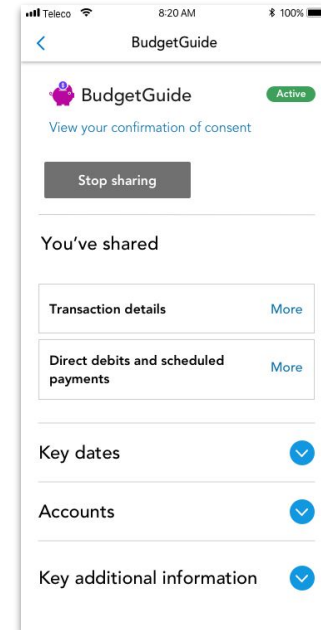 Teleco 8:20 AM 100%
BudgetGuide
BudgetGuide Active
View your confirmation of consent
Stop sharing
You’ve shared
Transaction details More
Direct debits and scheduled
payments More
Key dates
Accounts
Key additional information